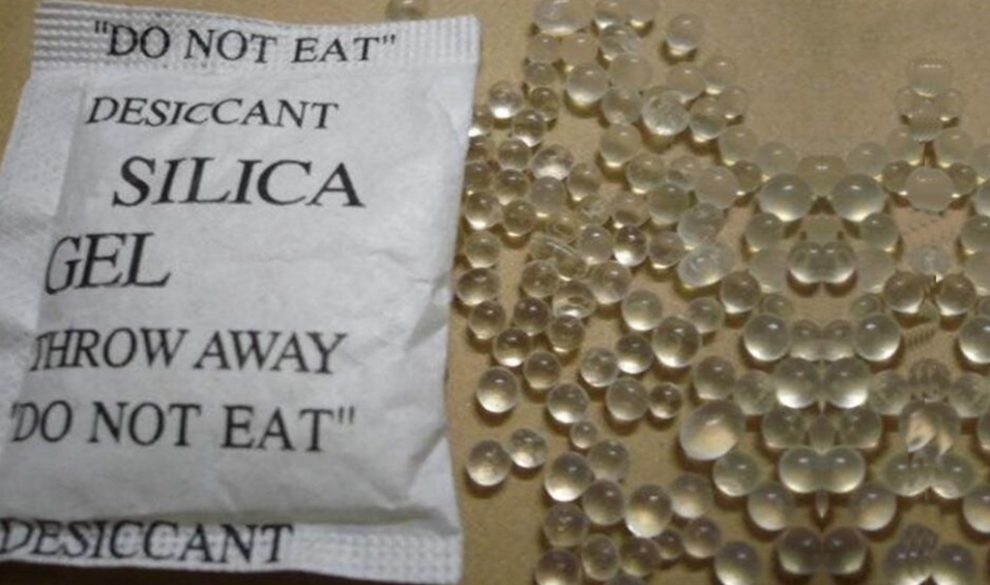 "DO NOT EAT"
DESICCANT
SILICA
GEL
THROW AWAY
"DO NOT EAT"
DESICCANT